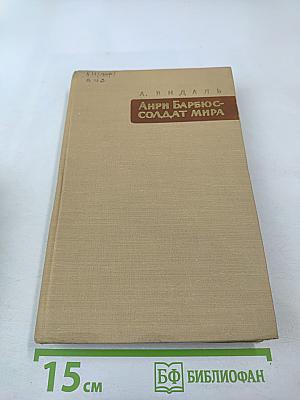 А. ВИДАЛЬ
АНРИ БАРБЮС-
СОЛДАТ МИРА
15 см
БФ БИБЛИОФАН